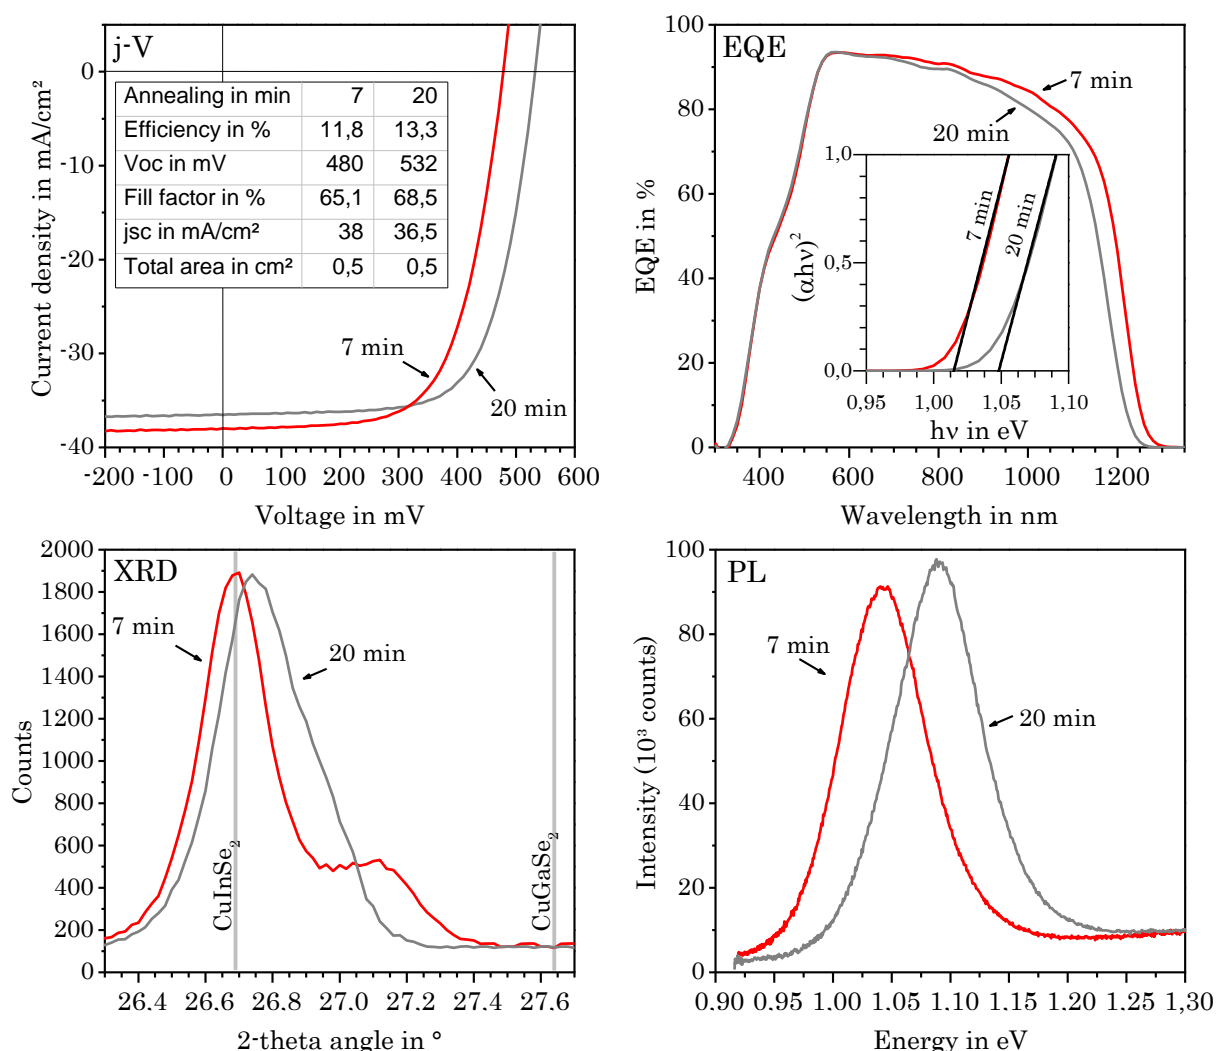 j-V
Current density in mA/cm²
0
-10
-20
-30
-40
Annealing in min 7 20
Efficiency in % 11,8 13,3
Voc in mV 480 532
Fill factor in % 65,1 68,5
jsc in mA/cm² 38 36,5
Total area in cm² 0,5 0,5
7 min
20 min
-200 -100 0 100 200 300 400 500 600
Voltage in mV
EQE
EQE in %
100
80
60
40
20
0
7 min
20 min
(αhν)²
1,0
0,5
0,0
7 min
20 min
0,95 1,00 1,05 1,10
hν in eV
400 600 800 1000 1200
Wavelength in nm
XRD
Counts
2000
1800
1600
1400
1200
1000
800
600
400
200
0
7 min
20 min
CuInSe₂
CuGaSe₂
26.4 26.6 26.8 27.0 27.2 27.4 27.6
2-theta angle in °
PL
Intensity (10³ counts)
100
80
60
40
20
0
7 min
20 min
0.90 0.95 1.00 1.05 1.10 1,15 1,20 1,25 1,30
Energy in eV